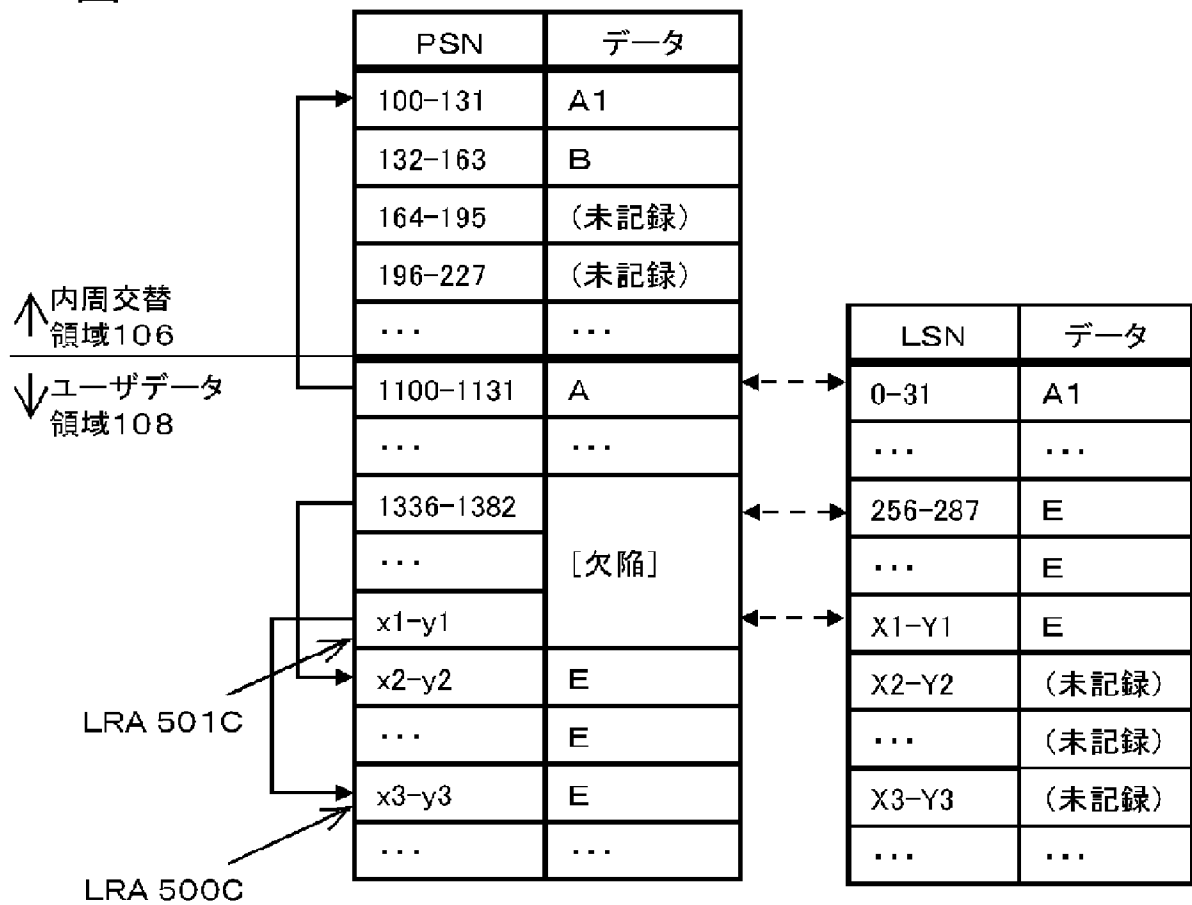 PSN データ
100-131 A1
132-163 B
164-195 (未記録)
196-227 (未記録)
... ...
1100-1131 A
... ...
1336-1382
[欠陥]
...
x1-y1
x2-y2 E
... E
x3-y3 E
... ...
内周交替
領域106
ユーザデータ
領域108
LRA 501C
LRA 500C
LSN データ
0-31 A1
... ...
256-287 E
... E
X1-Y1 E
X2-Y2 (未記録)
... (未記録)
X3-Y3 (未記録)
... ...